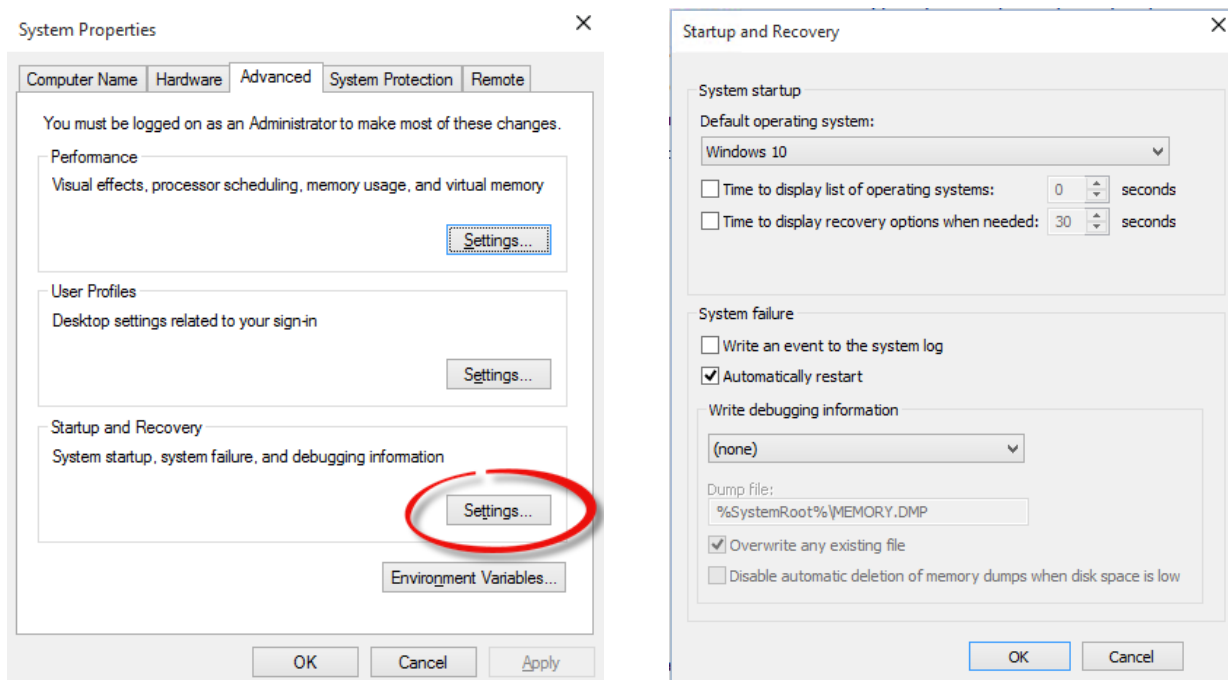 System Properties
Computer Name Hardware Advanced System Protection Remote
You must be logged on as an Administrator to make most of these changes.
Performance
Visual effects, processor scheduling, memory usage, and virtual memory
Settings...
User Profiles
Desktop settings related to your sign-in
Settings...
Startup and Recovery
System startup, system failure, and debugging information
Settings...
Environment Variables...
OK Cancel Apply
Startup and Recovery
System startup
Default operating system:
Windows 10
Time to display list of operating systems: 0 seconds
Time to display recovery options when needed: 30 seconds
System failure
Write an event to the system log
Automatically restart
Write debugging information
(none)
Dump file:
%SystemRoot%\MEMORY.DMP
Overwrite any existing file
Disable automatic deletion of memory dumps when disk space is low
OK Cancel